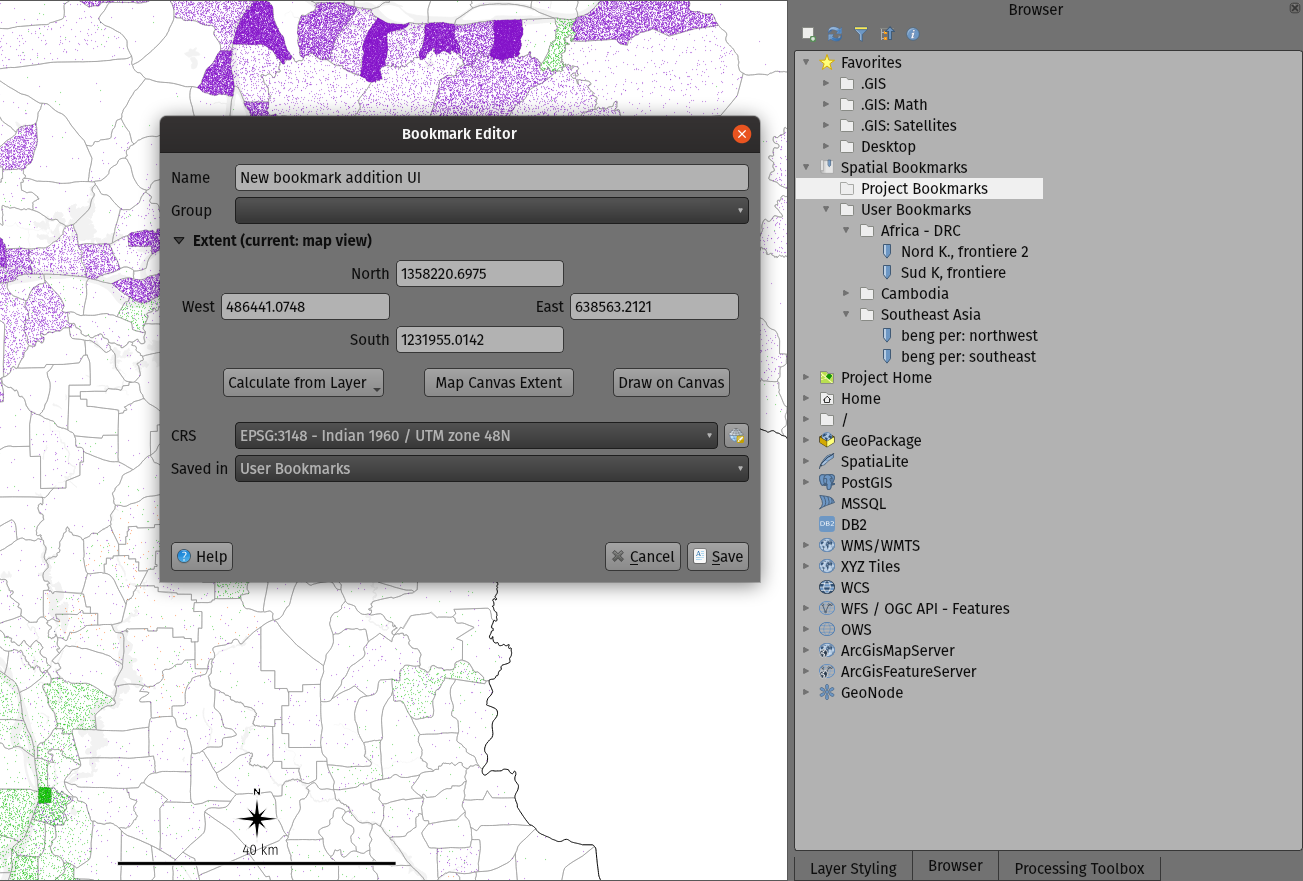 Bookmark Editor
Name New bookmark addition UI
Group
Extent (current: map view)
North 1358220.6975
West 486441.0748 East 638563.2121
South 1231955.0142
Calculate from Layer Map Canvas Extent Draw on Canvas
CRS EPSG:3148 - Indian 1960 / UTM zone 48N
Saved in User Bookmarks
Help Cancel Save
N
40 km
Browser
Favorites
.GIS
.GIS: Math
.GIS: Satellites
Desktop
Spatial Bookmarks
Project Bookmarks
User Bookmarks
Africa - DRC
Nord K., frontiere 2
Sud K, frontiere
Cambodia
Southeast Asia
beng per: northwest
beng per: southeast
Project Home
Home
/
GeoPackage
SpatiaLite
PostGIS
MSSQL
DB2 DB2
WMS/WMTS
XYZ Tiles
WCS
WFS / OGC API - Features
OWS
ArcGisMapServer
ArcGisFeatureServer
GeoNode
Layer Styling Browser Processing Toolbox